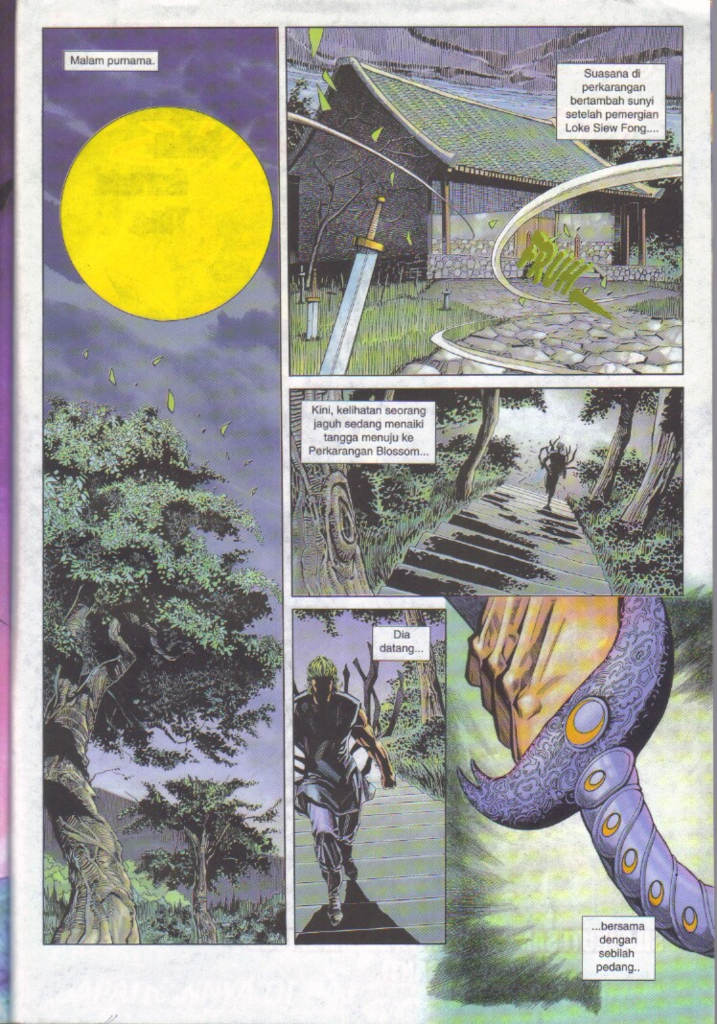 Malam purnama.
Suasana di
perkarangan
bertambah sunyi
setelah pemergian
Loke Siew Fong....
PRUH
Kini, kelihatan seorang
jaguh sedang menaiki
tangga menuju ke
Perkarangan Blossom...
Dia
datang...
...bersama
dengan
sebilah
pedang..